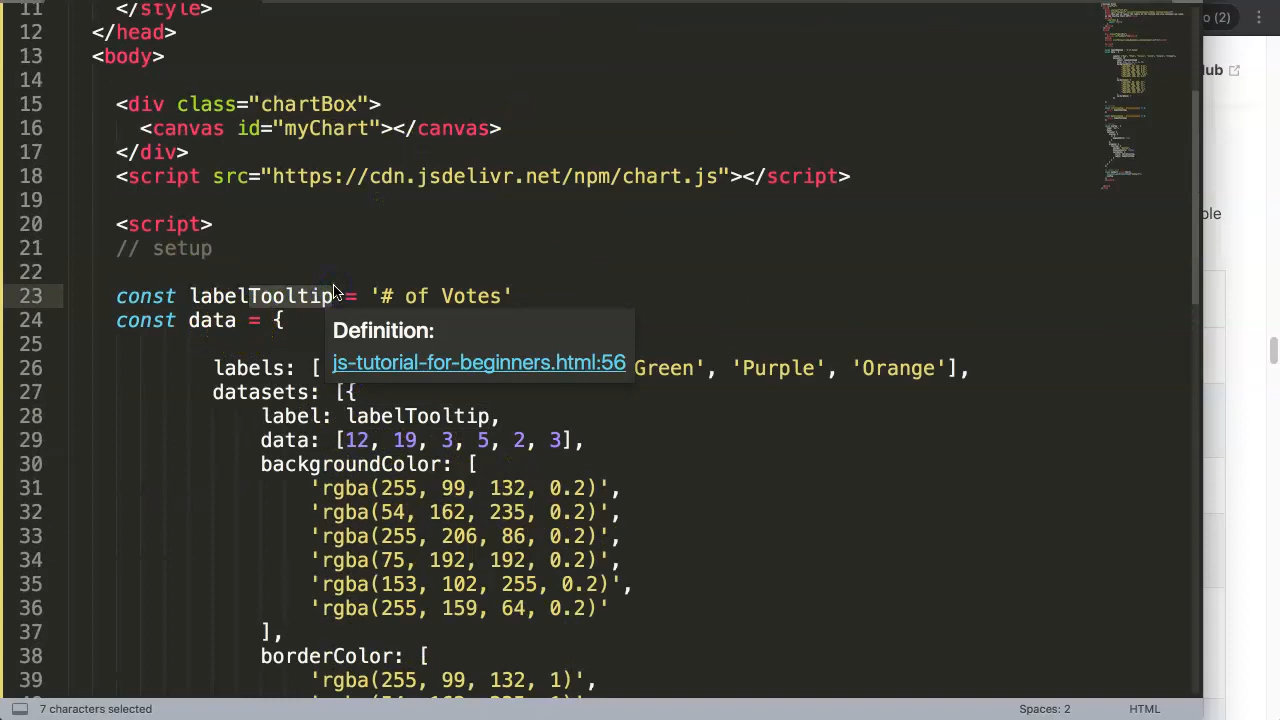 11 </style>
12 </head>
13 <body>
14
15 <div class="chartBox">
16 <canvas id="myChart"></canvas>
17 </div>
18 <script src="https://cdn.jsdelivr.net/npm/chart.js"></script>
19
20 <script>
21 // setup
22
23 const labelTooltip = '# of Votes'
24 const data = {
Definition:
js-tutorial-for-beginners.html:56
25
26 labels: [ Green', 'Purple', 'Orange'],
27 datasets: [{
28 label: labelTooltip,
29 data: [12, 19, 3, 5, 2, 3],
30 backgroundColor: [
31 'rgba(255, 99, 132, 0.2)',
32 'rgba(54, 162, 235, 0.2)',
33 'rgba(255, 206, 86, 0.2)',
34 'rgba(75, 192, 192, 0.2)',
35 'rgba(153, 102, 255, 0.2)',
36 'rgba(255, 159, 64, 0.2)'
37 ],
38 borderColor: [
39 'rgba(255, 99, 132, 1)',
7 characters selected
Spaces: 2
HTML